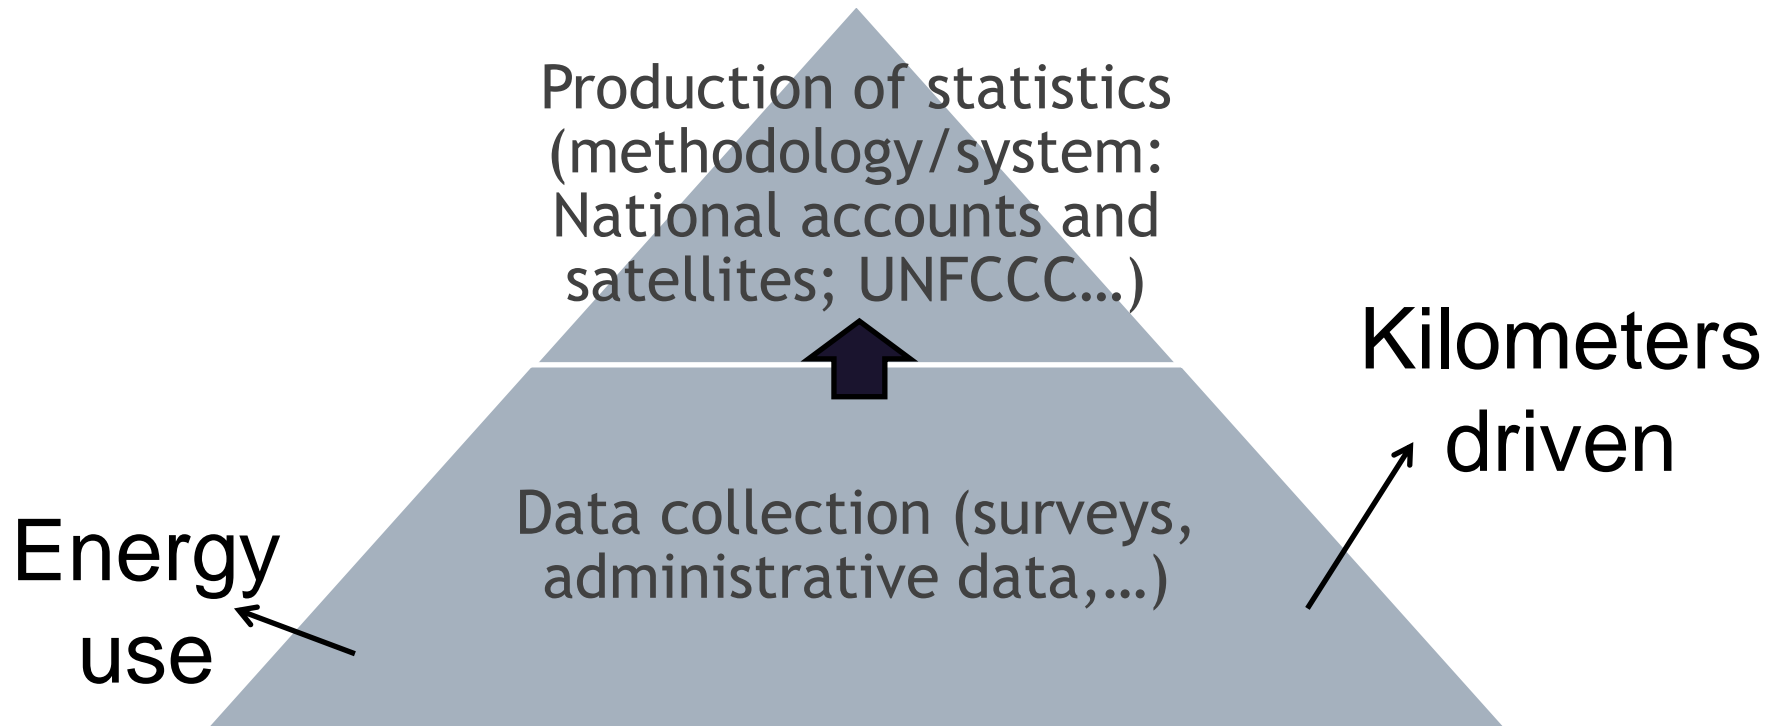 Production of statistics
(methodology/system:
National accounts and
satellites; UNFCCC…)
Kilometers
driven
Data collection (surveys,
administrative data,…)
Energy
use